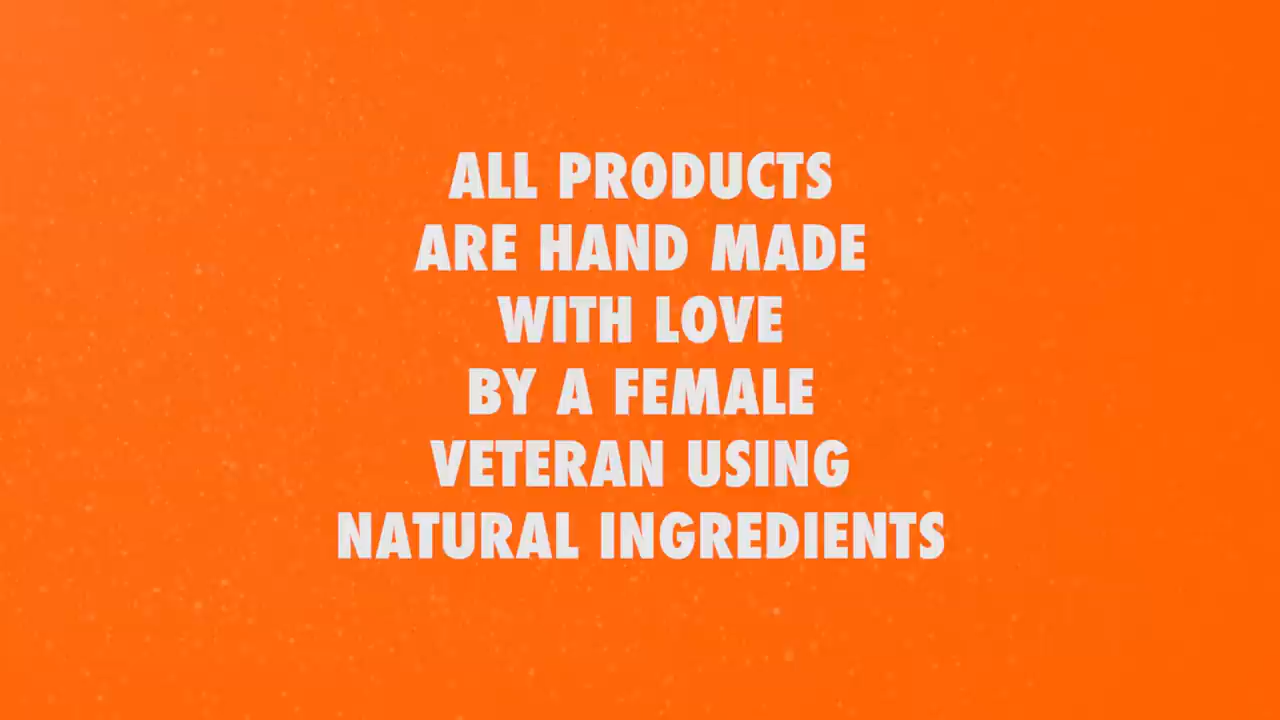 ALL PRODUCTS
ARE HAND MADE
WITH LOVE
BY A FEMALE
VETERAN USING
NATURAL INGREDIENTS